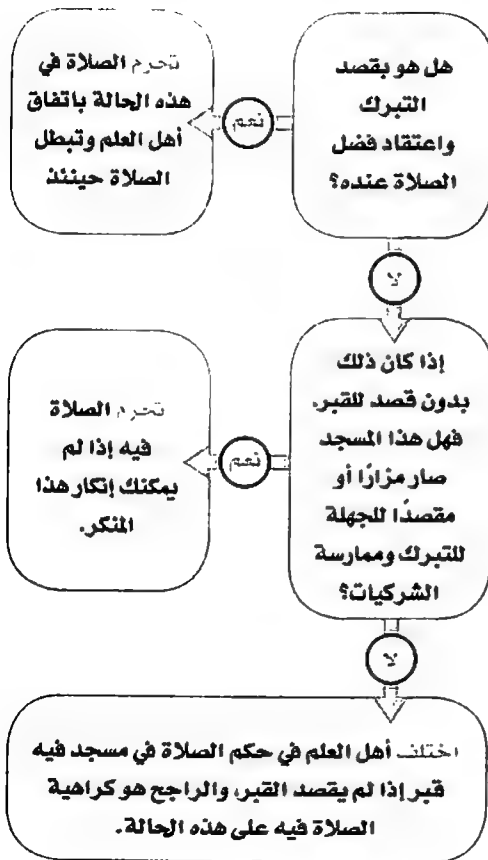 هل هو بقصد
التبرك
واعتقاد فضل
الصلاة عنده؟
نعم
تحرم الصلاة في
هذه الحالة باتفاق
أهل العلم وتبطل
الصلاة حينئذ
لا
إذا كان ذلك
بدون قصد للقبر،
فهل هذا المسجد
صار مزارًا أو
مقصدًا للجهلة
للتبرك وممارسة
الشركيات؟
نعم
تحرم الصلاة
فيه إذا لم
يمكنك إنكار هذا
المنكر.
لا
اختلف أهل العلم في حكم الصلاة في مسجد فيه
قبر إذا لم يقصد القبر، والراجح هو كراهية
الصلاة فيه على هذه الحالة.